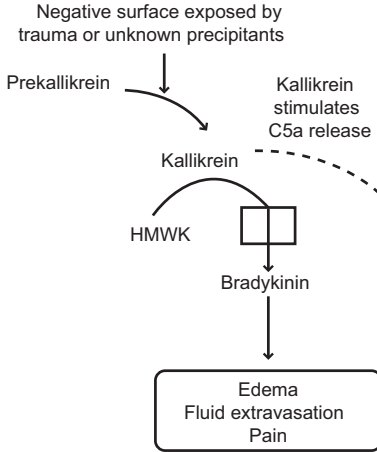 Negative surface exposed by
trauma or unknown precipitants
Prekallikrein
Kallikrein
stimulates
C5a release
Kallikrein
HMWK
Bradykinin
Edema
Fluid extravasation
Pain